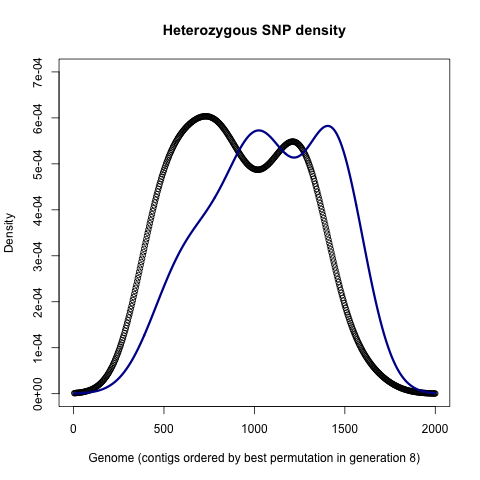 Heterozygous SNP density
Density
7e-04
6e-04
5e-04
4e-04
3e-04
2e-04
1e-04
0e+00
0 500 1000 1500 2000
Genome (contigs ordered by best permutation in generation 8)